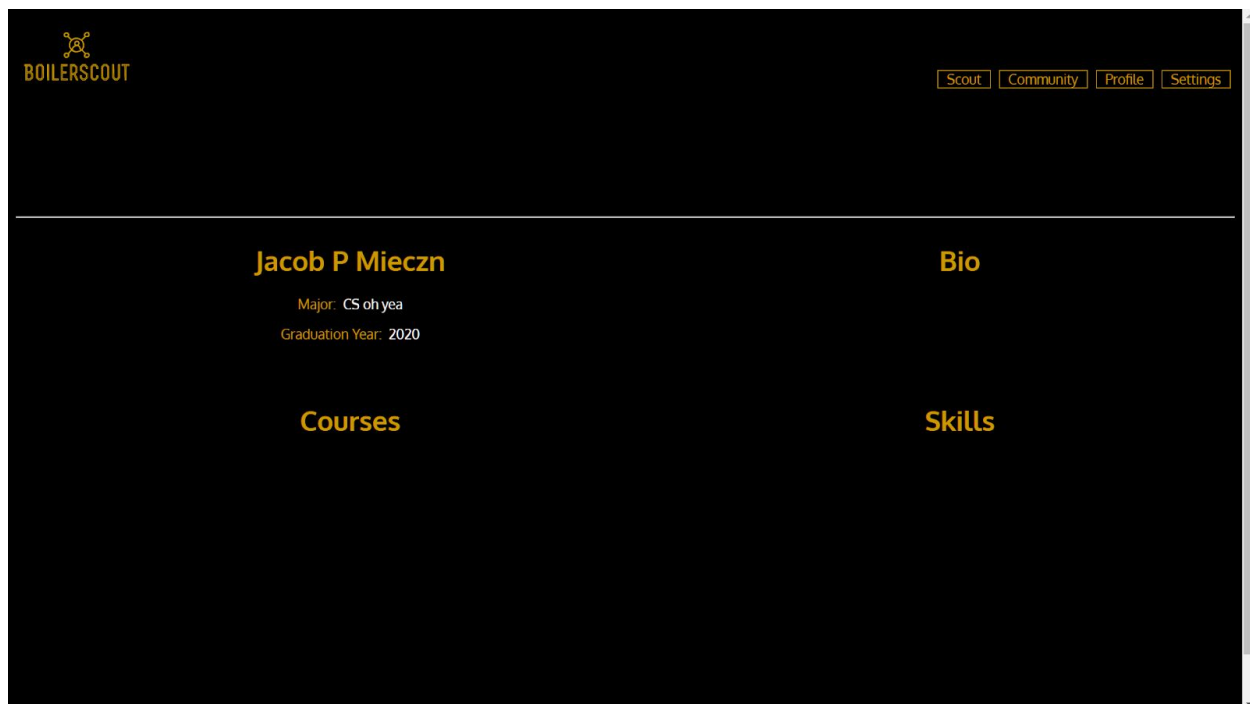 BOILERSCOUT
Scout Community Profile Settings
Jacob P Mieczn
Major: CS oh yea
Graduation Year: 2020
Bio
Courses
Skills